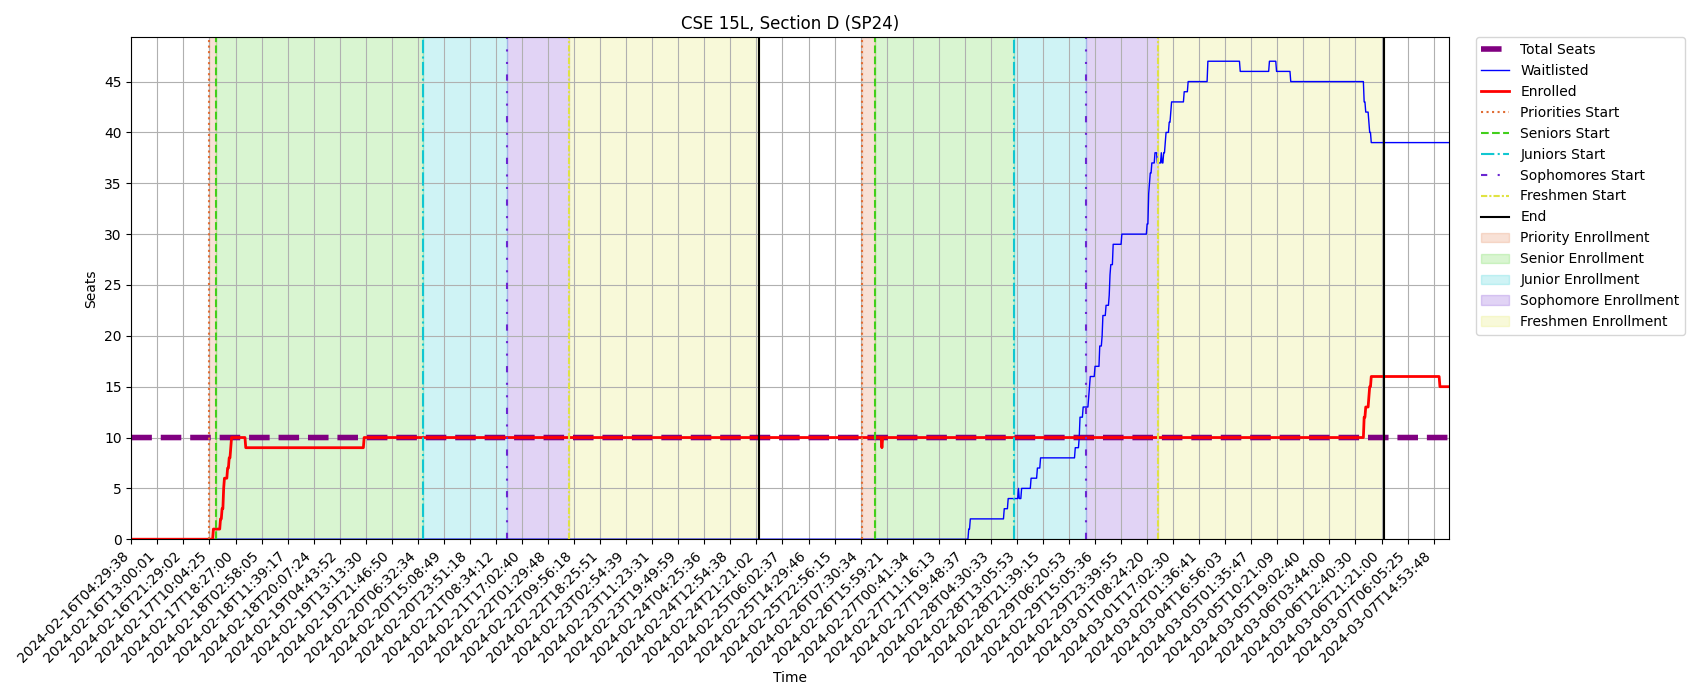 CSE 15L, Section D (SP24)
Seats
45
40
35
30
25
20
15
10
5
0
2024-02-16T04:29:38
2024-02-16T13:00:01
2024-02-16T21:29:02
2024-02-17T10:04:25
2024-02-17T18:27:00
2024-02-18T02:58:05
2024-02-18T11:39:17
2024-02-18T20:07:24
2024-02-19T04:43:52
2024-02-19T13:13:30
2024-02-19T21:46:50
2024-02-20T06:32:34
2024-02-20T15:08:49
2024-02-20T23:51:18
2024-02-21T08:34:12
2024-02-21T17:02:40
2024-02-22T01:29:48
2024-02-22T09:56:18
2024-02-22T18:25:51
2024-02-23T02:54:39
2024-02-23T11:23:31
2024-02-23T19:49:59
2024-02-24T04:25:36
2024-02-24T12:54:38
2024-02-24T21:21:02
2024-02-25T06:02:37
2024-02-25T14:29:46
2024-02-25T22:56:15
2024-02-26T07:30:34
2024-02-26T15:59:21
2024-02-27T00:41:34
2024-02-27T11:16:13
2024-02-27T19:48:37
2024-02-28T04:30:33
2024-02-28T13:05:53
2024-02-28T21:39:15
2024-02-29T06:20:53
2024-02-29T15:05:36
2024-02-29T23:39:55
2024-03-01T08:24:20
2024-03-01T17:02:30
2024-03-02T01:36:41
2024-03-04T16:56:03
2024-03-05T01:35:47
2024-03-05T10:21:09
2024-03-05T19:02:40
2024-03-06T03:44:00
2024-03-06T12:40:30
2024-03-06T21:21:00
2024-03-07T06:05:25
2024-03-07T14:53:48
Time
Total Seats
Waitlisted
Enrolled
Priorities Start
Seniors Start
Juniors Start
Sophomores Start
Freshmen Start
End
Priority Enrollment
Senior Enrollment
Junior Enrollment
Sophomore Enrollment
Freshmen Enrollment